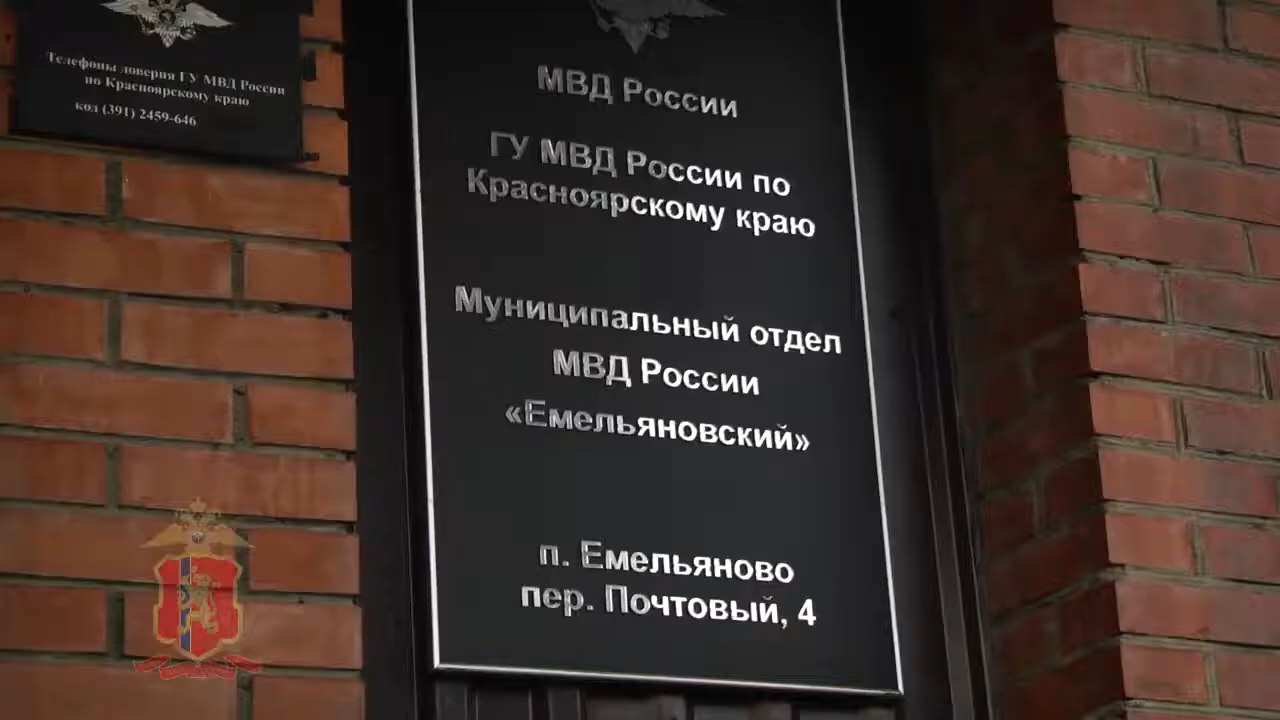 Телефоны доверия ГУ МВД России
по Красноярскому краю
код (391) 2459-646
МВД России
ГУ МВД России по
Красноярскому краю
Муниципальный отдел
МВД России
«Емельяновский»
п. Емельяново
пер. Почтовый, 4